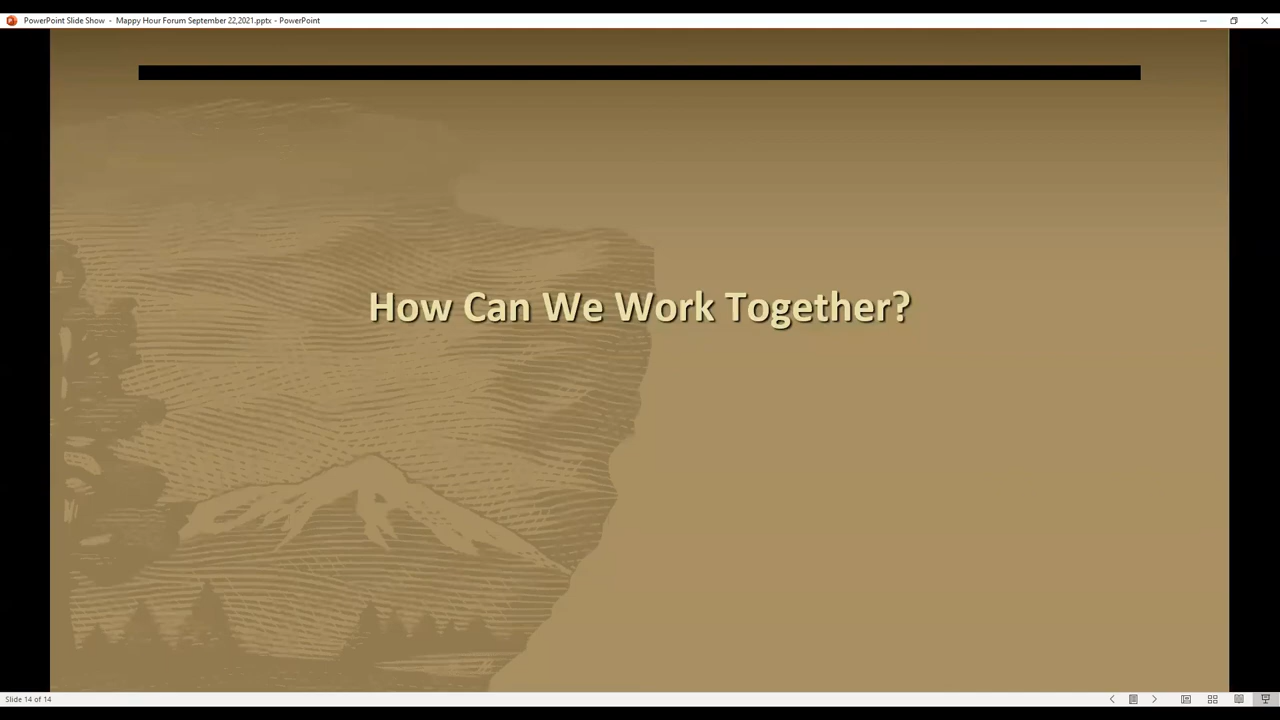 PowerPoint Slide Show - Mappy Hour Forum September 22,2021.pptx - PowerPoint
How Can We Work Together?
Slide 14 of 14